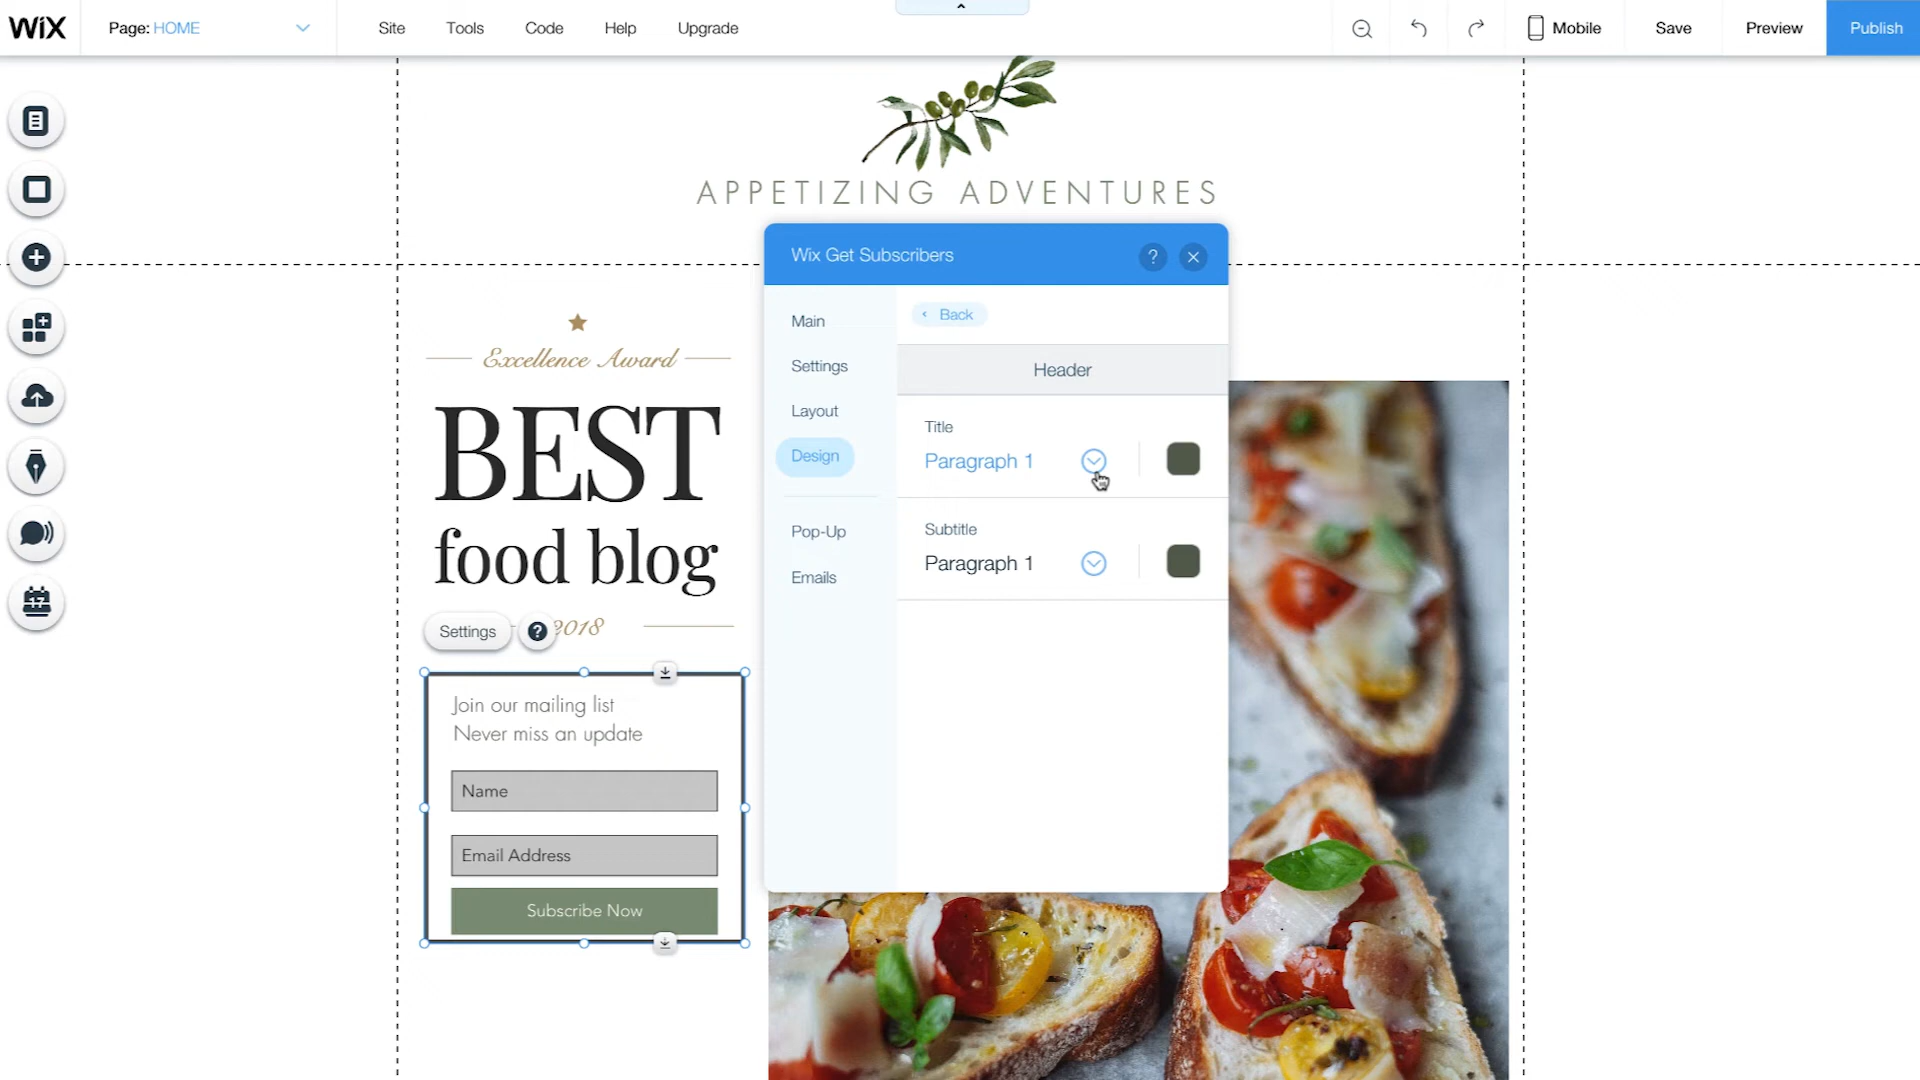 WiX
Page: HOME
Site
Tools
Code
Help
Upgrade
Mobile
Save
Preview
Publish
APPETIZING ADVENTURES
Wix Get Subscribers
?
Main
Settings
Layout
Design
Pop-Up
Emails
Back
Header
Title
Paragraph 1
Subtitle
Paragraph 1
17
Excellence Award
BEST
food blog
2018
Settings
?
Join our mailing list
Never miss an update
Name
Email Address
Subscribe Now